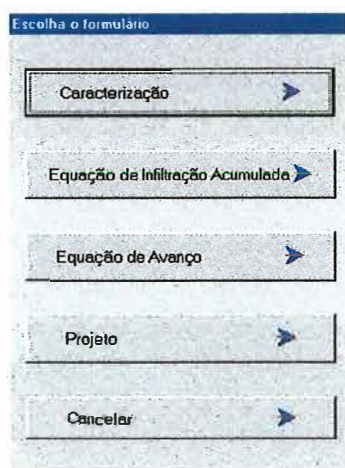 Escolha o formulário
Caracterização
Equação de Infiltração Acumulada
Equação de Avanço
Projeto
Cancelar